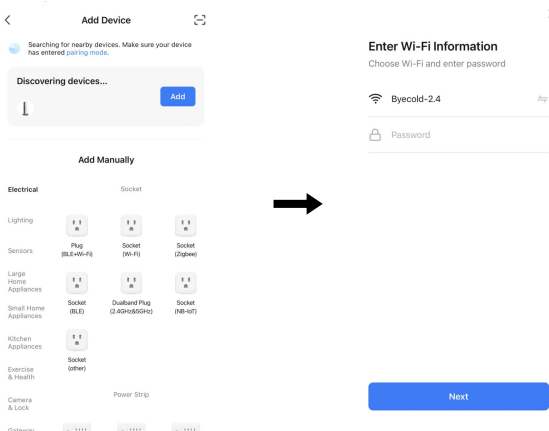 Add Device
Searching for nearby devices. Make sure your device
has entered pairing mode.
Discovering devices...
Add
Add Manually
Electrical
Socket
Lighting
Sensors
Large
Home
Appliances
Small Home
Appliances
Kitchen
Appliances
Exercise
& Health
Camera
& Lock
Gateway
Plug
(BLE+Wi-Fi)
Socket
(Wi-Fi)
Socket
(Zigbee)
Socket
(BLE)
Dualband Plug
(2.4GHz&5GHz)
Socket
(NB-IoT)
Socket
(other)
Power Strip
Enter Wi-Fi Information
Choose Wi-Fi and enter password
Byecold-2.4
Password
Next